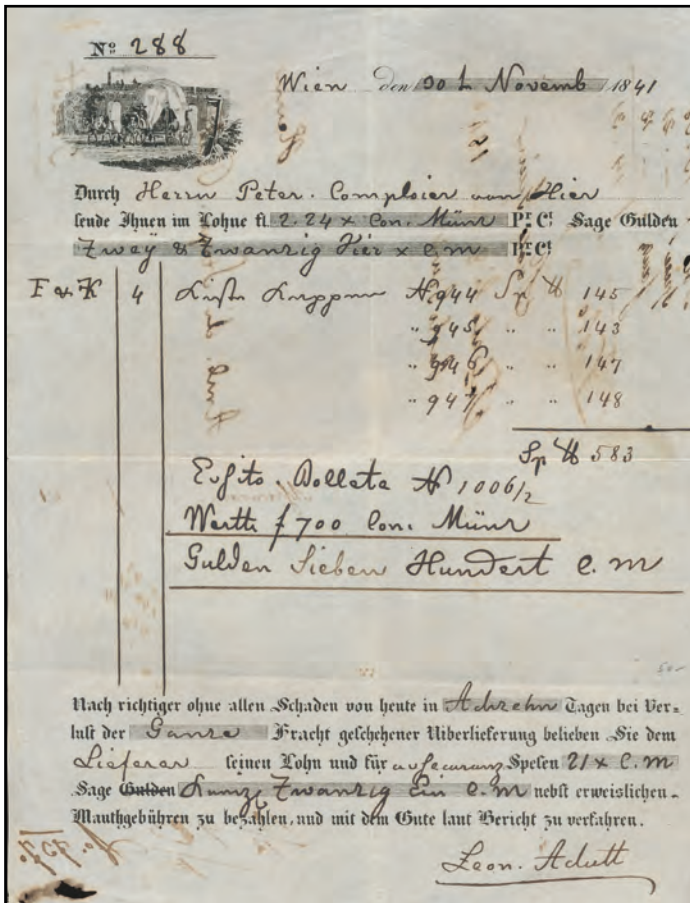 No 288
Wien den 30 t Novemb 1841
Durch Herrn Peter. Comploier von Hier
sende Ihnen im Lohne fl. 2.24 x Con. Münz Pr Ct Sage Gulden
Zwey & Zwanzig Vier x C.M Pr Ct
F & K 4 Kisten N 944 Sp ℔ 145
" 945 " " 143
" 946 " " 147
" 947 " " 148
Sp ℔ 583
Esito. Bolleta N 1006/2
Werth f 700 Con. Münz
Gulden Sieben Hundert C.M
Nach richtiger ohne allen Schaden von heute in Achzehn Tagen bei Ver=
lust der Ganze Fracht geschehener Uiberlieferung belieben Sie dem
Lieferer seinen Lohn und für assecuranz Spesen 21 x C.M
Sage Gulden Zwanzig Ein C.M nebst erweislichen
Mauthgebühren zu bezahlen, und mit dem Gute laut Bericht zu verfahren.
Leon. Adutt